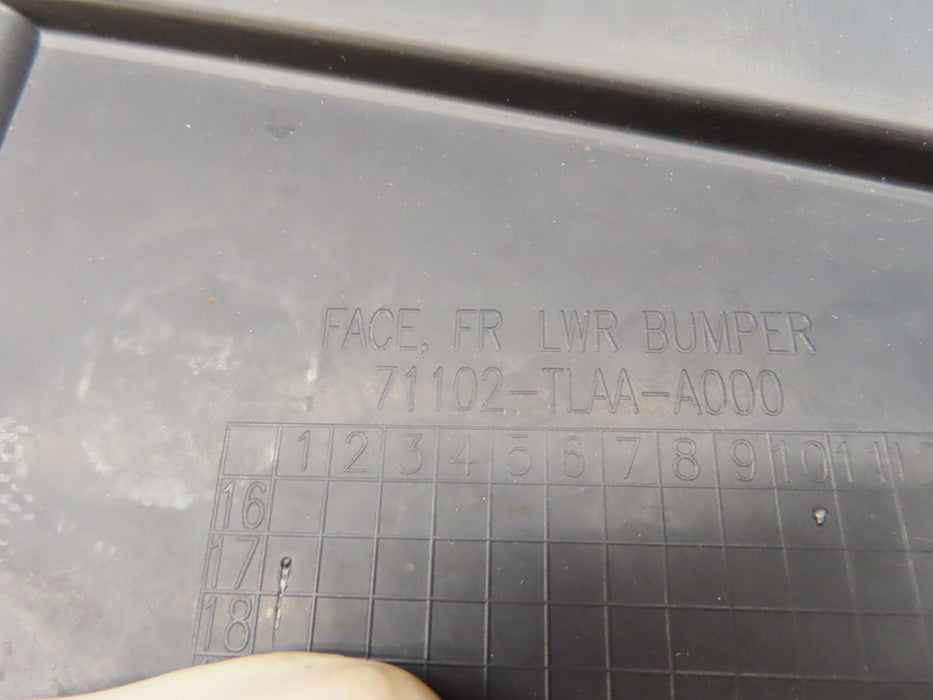 FACE, FR LWR BUMPER
71102-TLAA-A000
1 2 3 4 5 6 7 8 9 10 11
16
17
18